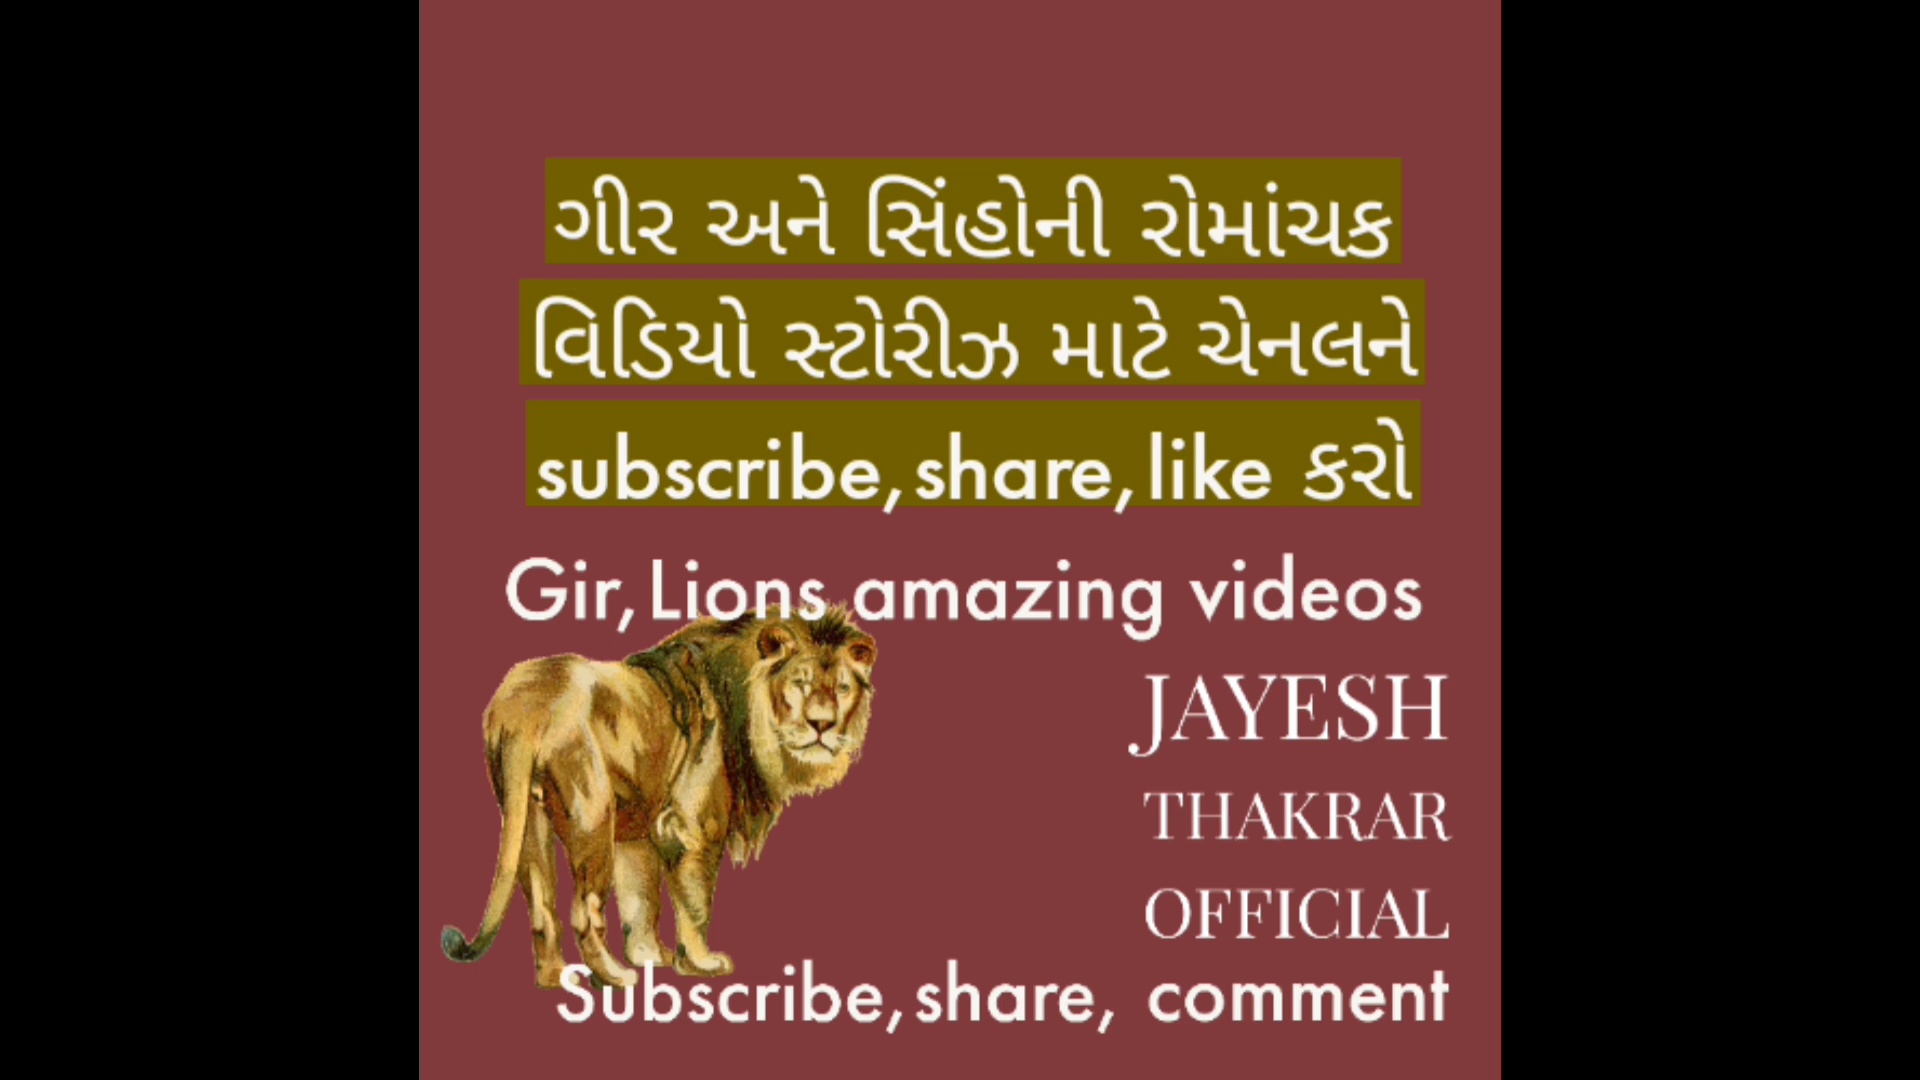 ગીર અને સિંહોની રોમાંચક
વિડિયો સ્ટોરીઝ માટે ચેનલને
subscribe,share,like કરો
Gir,Lions amazing videos
JAYESH
THAKRAR
OFFICIAL
Subscribe,share, comment